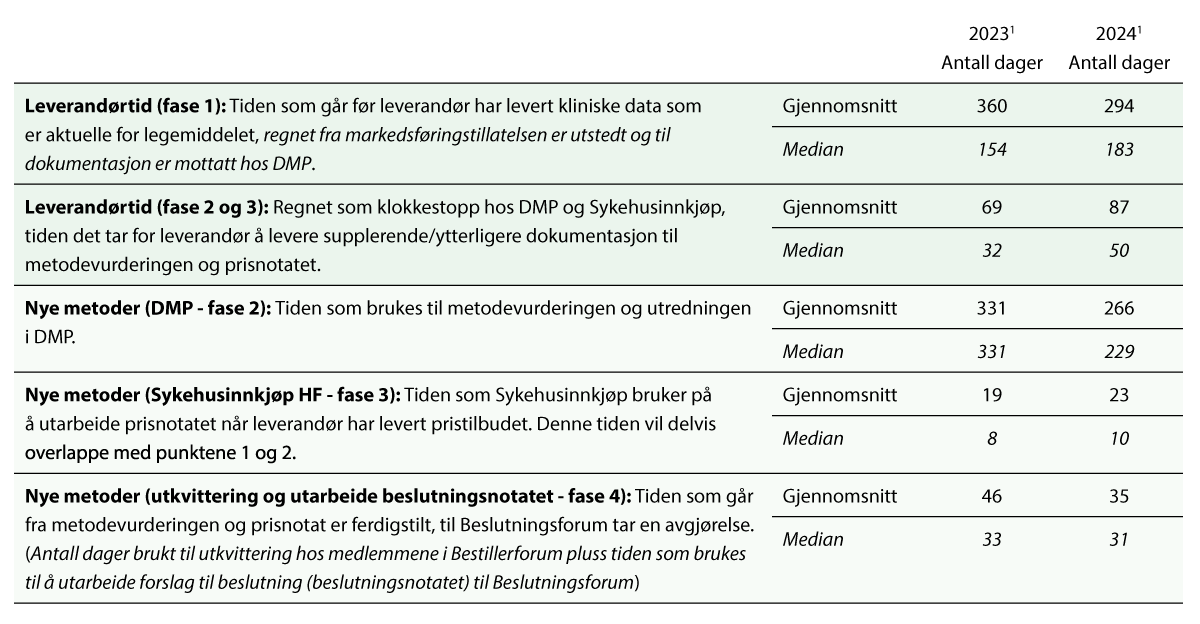 2023¹ 2024¹
Antall dager Antall dager
Leverandørtid (fase 1): Tiden som går før leverandør har levert kliniske data som
er aktuelle for legemiddelet, regnet fra markedsføringstillatelsen er utstedt og til
dokumentasjon er mottatt hos DMP.
Gjennomsnitt 360 294
Median 154 183
Leverandørtid (fase 2 og 3): Regnet som klokkestopp hos DMP og Sykehusinnkjøp,
tiden det tar for leverandør å levere supplerende/ytterligere dokumentasjon til
metodevurderingen og prisnotatet.
Gjennomsnitt 69 87
Median 32 50
Nye metoder (DMP - fase 2): Tiden som brukes til metodevurderingen og utredningen
i DMP.
Gjennomsnitt 331 266
Median 331 229
Nye metoder (Sykehusinnkjøp HF - fase 3): Tiden som Sykehusinnkjøp bruker på
å utarbeide prisnotatet når leverandør har levert pristilbudet. Denne tiden vil delvis
overlappe med punktene 1 og 2.
Gjennomsnitt 19 23
Median 8 10
Nye metoder (utkvittering og utarbeide beslutningsnotatet - fase 4): Tiden som går
fra metodevurderingen og prisnotat er ferdigstilt, til Beslutningsforum tar en avgjørelse.
(Antall dager brukt til utkvittering hos medlemmene i Bestillerforum pluss tiden som brukes
til å utarbeide forslag til beslutning (beslutningsnotatet) til Beslutningsforum)
Gjennomsnitt 46 35
Median 33 31